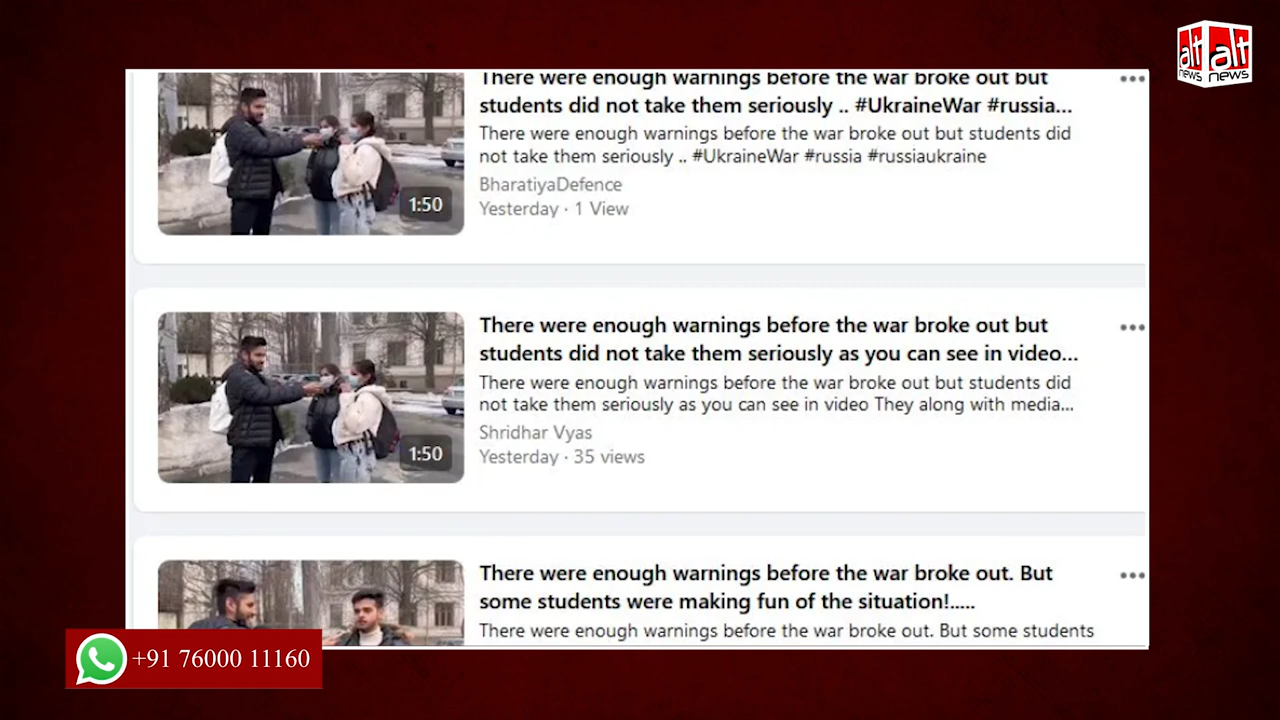 alt alt
news news
There were enough warnings before the war broke out but
students did not take them seriously .. #UkraineWar #russia...
There were enough warnings before the war broke out but students did
not take them seriously .. #UkraineWar #russia #russiaukraine
BharatiyaDefence
Yesterday · 1 View
1:50
There were enough warnings before the war broke out but
students did not take them seriously as you can see in video...
There were enough warnings before the war broke out but students did
not take them seriously as you can see in video They along with media...
Shridhar Vyas
Yesterday · 35 views
1:50
There were enough warnings before the war broke out. But
some students were making fun of the situation!.....
There were enough warnings before the war broke out. But some students
+91 76000 11160